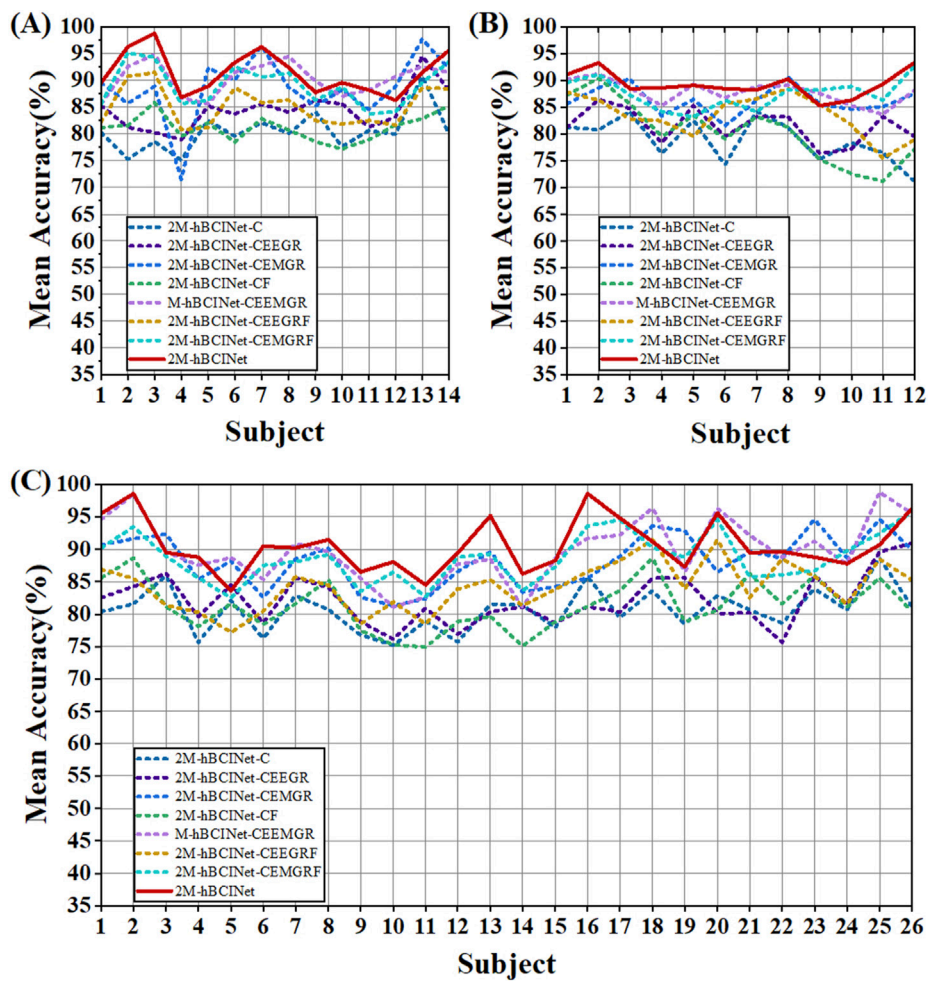 (A)
100
95
90
85
80
75
70
65
60
55
50
45
40
35
Mean Accuracy(%)
2M-hBCINet-C
2M-hBCINet-CEEGR
2M-hBCINet-CEMGR
2M-hBCINet-CF
M-hBCINet-CEEMGR
2M-hBCINet-CEEGRF
2M-hBCINet-CEMGRF
2M-hBCINet
1 2 3 4 5 6 7 8 9 10 11 12 13 14
Subject
(B)
100
95
90
85
80
75
70
65
60
55
50
45
40
35
Mean Accuracy(%)
2M-hBCINet-C
2M-hBCINet-CEEGR
2M-hBCINet-CEMGR
2M-hBCINet-CF
M-hBCINet-CEEMGR
2M-hBCINet-CEEGRF
2M-hBCINet-CEMGRF
2M-hBCINet
1 2 3 4 5 6 7 8 9 10 11 12
Subject
(C)
100
95
90
85
80
75
70
65
60
55
50
45
40
35
Mean Accuracy(%)
2M-hBCINet-C
2M-hBCINet-CEEGR
2M-hBCINet-CEMGR
2M-hBCINet-CF
M-hBCINet-CEEMGR
2M-hBCINet-CEEGRF
2M-hBCINet-CEMGRF
2M-hBCINet
1 2 3 4 5 6 7 8 9 10 11 12 13 14 15 16 17 18 19 20 21 22 23 24 25 26
Subject